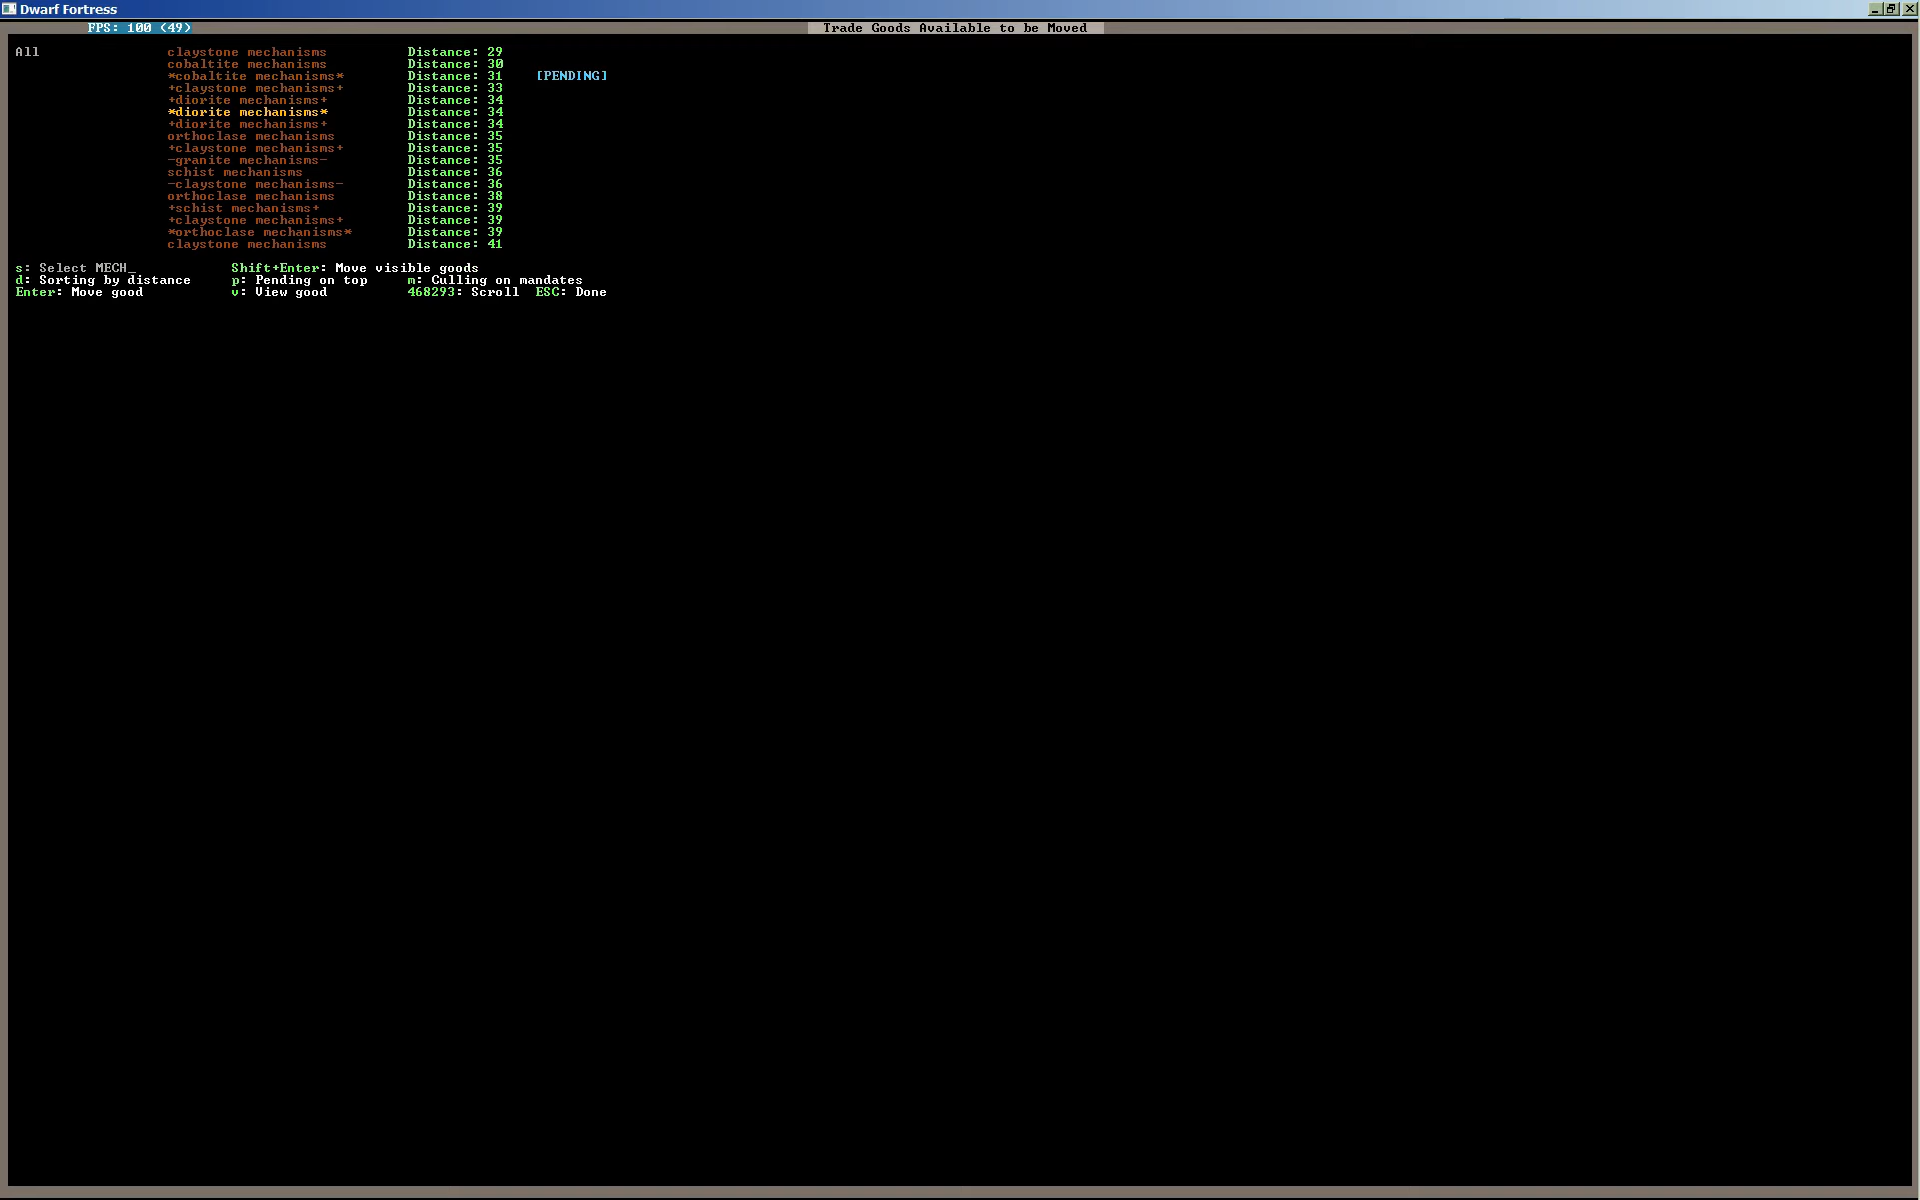 Dwarf Fortress
FPS: 100 (49)
Trade Goods Available to be Moved
All claystone mechanisms Distance: 29
cobaltite mechanisms Distance: 30
*cobaltite mechanisms* Distance: 31 [PENDING]
+claystone mechanisms+ Distance: 33
+diorite mechanisms+ Distance: 34
*diorite mechanisms* Distance: 34
+diorite mechanisms+ Distance: 34
orthoclase mechanisms Distance: 35
+claystone mechanisms+ Distance: 35
-granite mechanisms- Distance: 35
schist mechanisms Distance: 36
-claystone mechanisms- Distance: 36
orthoclase mechanisms Distance: 38
+schist mechanisms+ Distance: 39
+claystone mechanisms+ Distance: 39
*orthoclase mechanisms* Distance: 39
claystone mechanisms Distance: 41
s: Select MECH_ Shift+Enter: Move visible goods
d: Sorting by distance p: Pending on top m: Culling on mandates
Enter: Move good v: View good 468293: Scroll ESC: Done